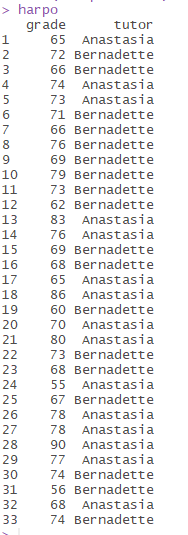 > harpo
grade tutor
1 65 Anastasia
2 72 Bernadette
3 66 Bernadette
4 74 Anastasia
5 73 Anastasia
6 71 Bernadette
7 66 Bernadette
8 76 Bernadette
9 69 Bernadette
10 79 Bernadette
11 73 Bernadette
12 62 Bernadette
13 83 Anastasia
14 76 Anastasia
15 69 Bernadette
16 68 Bernadette
17 65 Anastasia
18 86 Anastasia
19 60 Bernadette
20 70 Anastasia
21 80 Anastasia
22 73 Bernadette
23 68 Bernadette
24 55 Anastasia
25 67 Bernadette
26 78 Anastasia
27 78 Anastasia
28 90 Anastasia
29 77 Anastasia
30 74 Bernadette
31 56 Bernadette
32 68 Anastasia
33 74 Bernadette
>